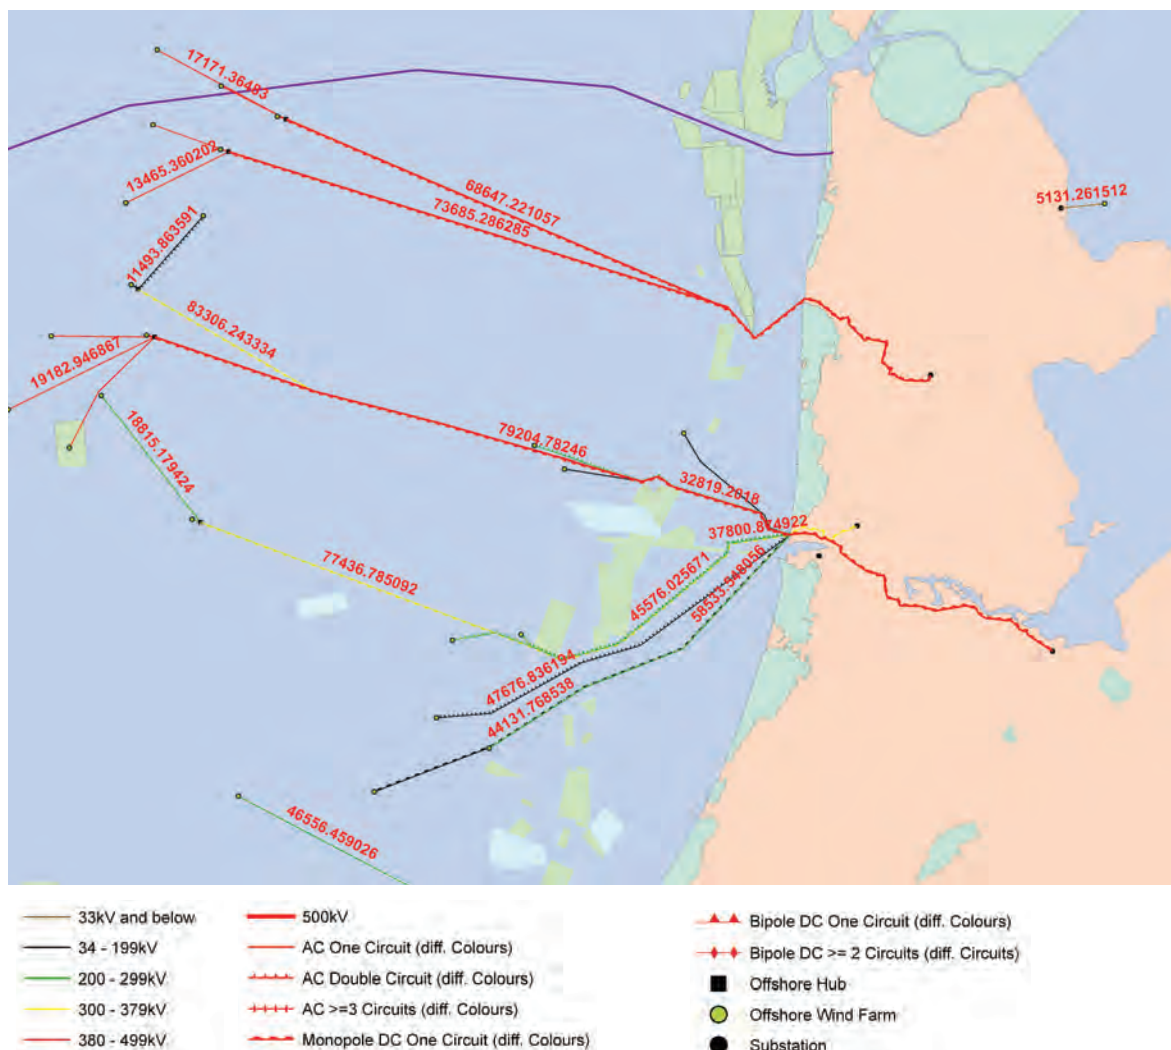 17171.36483
13465.360202
68647.221057
73685.286285
5131.261512
11493.863591
83306.243334
19182.946867
18815.179424
79204.78246
32819.2018
37800.874922
77436.785092
45576.025671
58533.348056
47676.836194
44131.768538
46556.459026
33kV and below
34 - 199kV
200 - 299kV
300 - 379kV
380 - 499kV
500kV
AC One Circuit (diff. Colours)
AC Double Circuit (diff. Colours)
AC >=3 Circuits (diff. Colours)
Monopole DC One Circuit (diff. Colours)
Bipole DC One Circuit (diff. Colours)
Bipole DC >= 2 Circuits (diff. Circuits)
Offshore Hub
Offshore Wind Farm
Substation